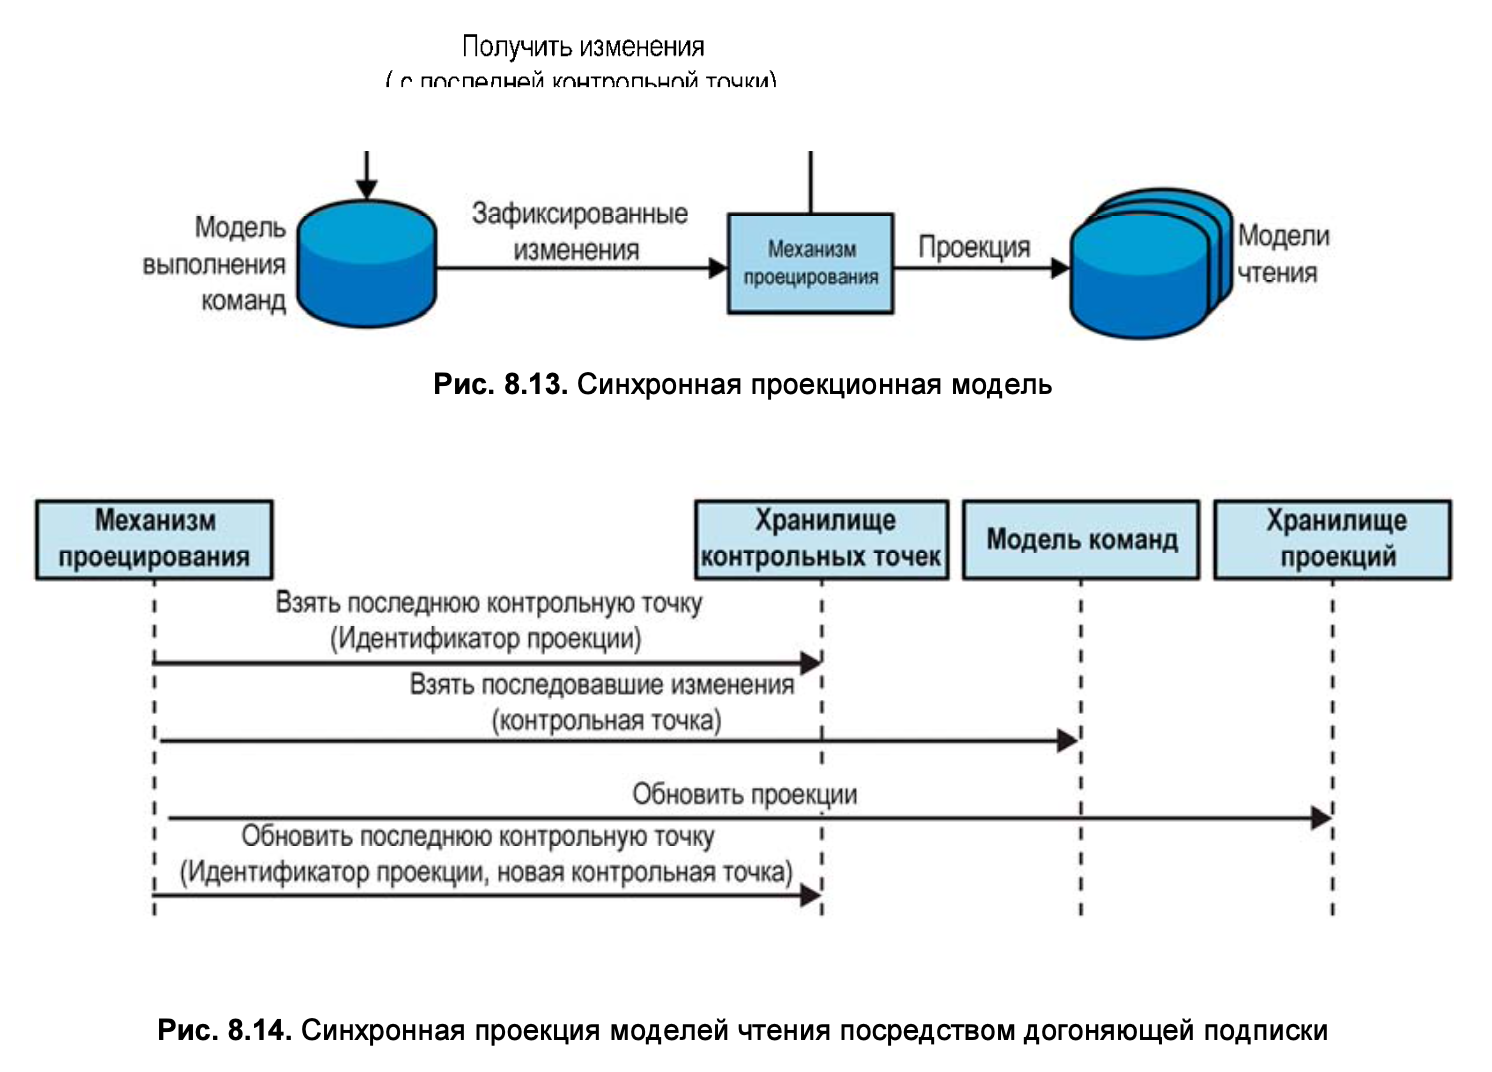 Получить изменения
( с последней контрольной точки)
Модель
выполнения
команд
Зафиксированные
изменения
Механизм
проецирования
Проекция
Модели
чтения
Рис. 8.13. Синхронная проекционная модель
Механизм
проецирования
Хранилище
контрольных точек
Модель команд
Хранилище
проекций
Взять последнюю контрольную точку
(Идентификатор проекции)
Взять последовавшие изменения
(контрольная точка)
Обновить проекции
Обновить последнюю контрольную точку
(Идентификатор проекции, новая контрольная точка)
Рис. 8.14. Синхронная проекция моделей чтения посредством догоняющей подписки